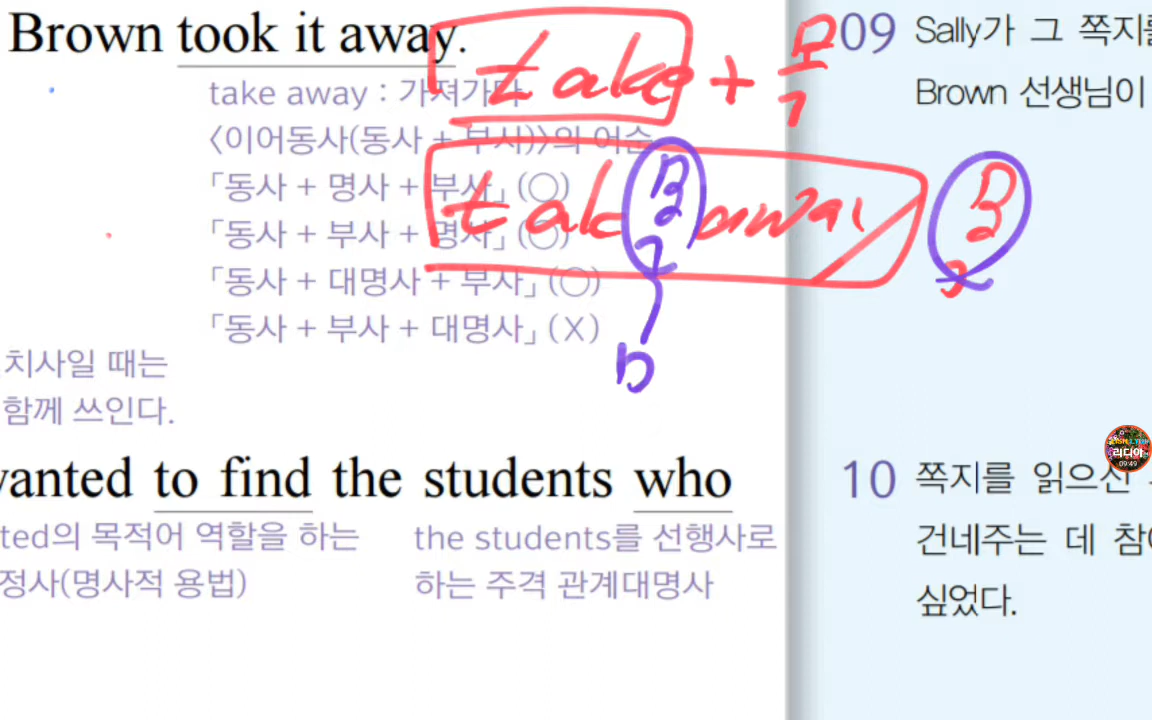 Brown took it away.
take away : 가져가다
〈이어동사(동사 + 부사)〉의 어순
「동사 + 명사 + 부사」 (○)
「동사 + 부사 + 명사」 (○)
「동사 + 대명사 + 부사」 (○)
「동사 + 부사 + 대명사」 (X)
치사일 때는
함께 쓰인다.
take +
take away
wanted to find the students who
ted의 목적어 역할을 하는
정사(명사적 용법)
the students를 선행사로
하는 주격 관계대명사
09 Sally가 그 쪽지를
Brown 선생님이
리디아
09:49
10 쪽지를 읽으신
건네주는 데 참여
싶었다.